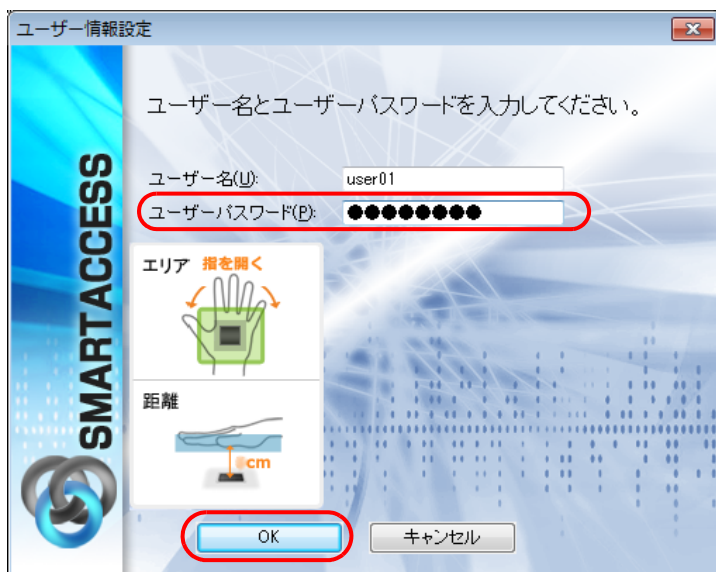 ユーザー情報設定
ユーザー名とユーザーパスワードを入力してください。
SMARTACCESS
ユーザー名(U):
user01
ユーザーパスワード(P):
●●●●●●●●
エリア 指を開く
距離
cm
OK
キャンセル